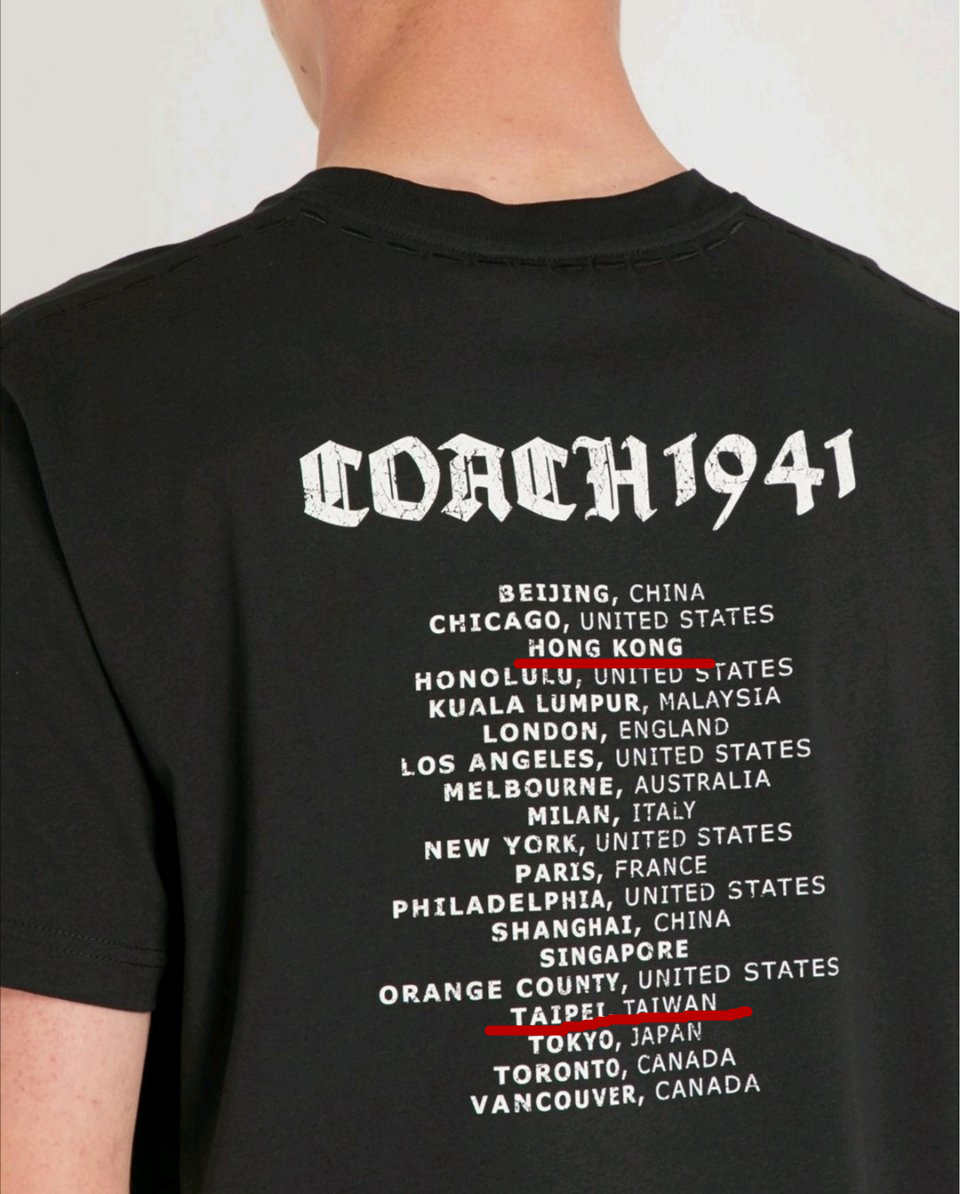 COACH 1941
BEIJING, CHINA
CHICAGO, UNITED STATES
HONG KONG
HONOLULU, UNITED STATES
KUALA LUMPUR, MALAYSIA
LONDON, ENGLAND
LOS ANGELES, UNITED STATES
MELBOURNE, AUSTRALIA
MILAN, ITALY
NEW YORK, UNITED STATES
PARIS, FRANCE
PHILADELPHIA, UNITED STATES
SHANGHAI, CHINA
SINGAPORE
ORANGE COUNTY, UNITED STATES
TAIPEI, TAIWAN
TOKYO, JAPAN
TORONTO, CANADA
VANCOUVER, CANADA